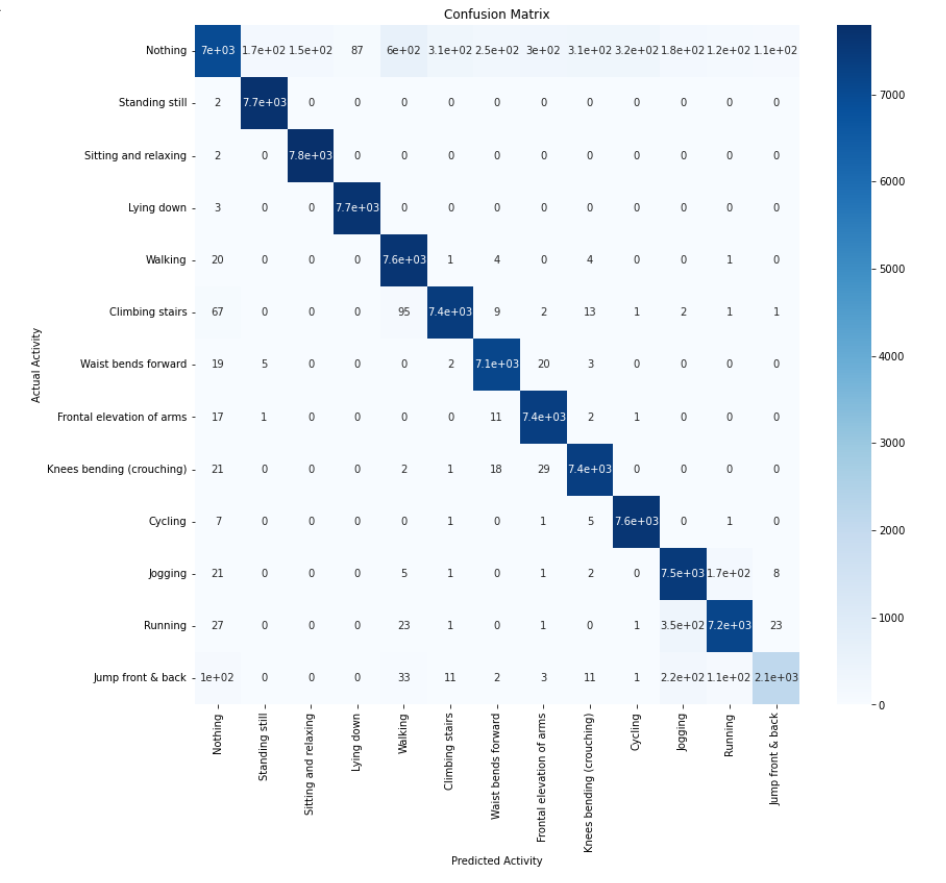 Confusion Matrix
Nothing 7e+03 1.7e+02 1.5e+02 87 6e+02 3.1e+02 2.5e+02 3e+02 3.1e+02 3.2e+02 1.8e+02 1.2e+02 1.1e+02
Standing still 2 7.7e+03 0 0 0 0 0 0 0 0 0 0 0
Sitting and relaxing 2 0 7.8e+03 0 0 0 0 0 0 0 0 0 0
Lying down 3 0 0 7.7e+03 0 0 0 0 0 0 0 0 0
Walking 20 0 0 0 7.6e+03 1 4 0 4 0 0 1 0
Climbing stairs 67 0 0 0 95 7.4e+03 9 2 13 1 2 1 1
Waist bends forward 19 5 0 0 0 2 7.1e+03 20 3 0 0 0 0
Frontal elevation of arms 17 1 0 0 0 0 11 7.4e+03 2 1 0 0 0
Knees bending (crouching) 21 0 0 0 2 1 18 29 7.4e+03 0 0 0 0
Cycling 7 0 0 0 0 1 0 1 5 7.6e+03 0 1 0
Jogging 21 0 0 0 5 1 0 1 2 0 7.5e+03 1.7e+02 8
Running 27 0 0 0 23 1 0 1 0 1 3.5e+02 7.2e+03 23
Jump front & back 1e+02 0 0 0 33 11 2 3 11 1 2.2e+02 1.1e+02 2.1e+03
Actual Activity
Nothing
Standing still
Sitting and relaxing
Lying down
Walking
Climbing stairs
Waist bends forward
Frontal elevation of arms
Knees bending (crouching)
Cycling
Jogging
Running
Jump front & back
Predicted Activity
7000
6000
5000
4000
3000
2000
1000
0